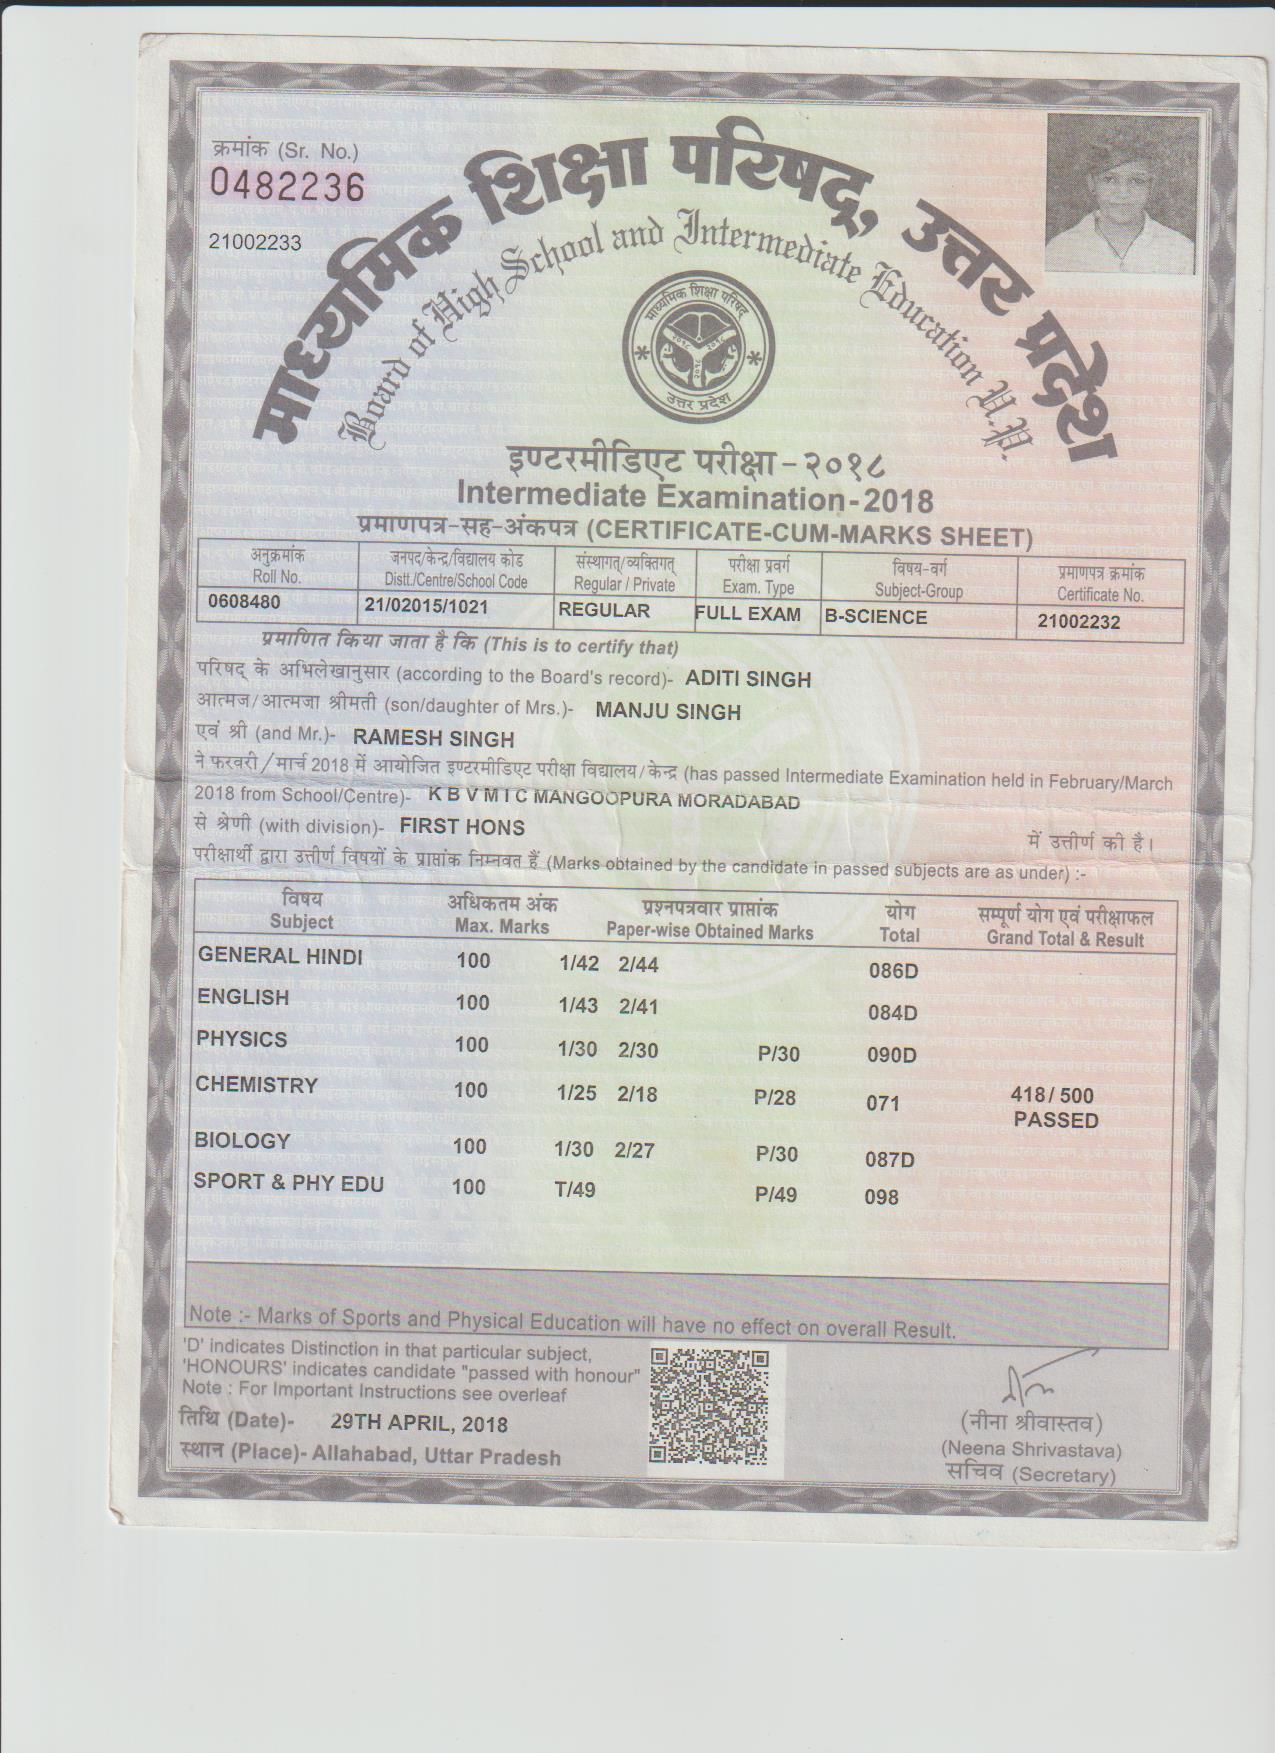 क्रमांक (Sr. No.)
0482236
21002233
माध्यमिक शिक्षा परिषद्, उत्तर प्रदेश
Board of High School and Intermediate Education U.P.
माध्यमिक शिक्षा परिषद्
२०१८ २०१८
२०१८
उत्तर प्रदेश
इण्टरमीडिएट परीक्षा-२०१८
Intermediate Examination-2018
प्रमाणपत्र-सह-अंकपत्र (CERTIFICATE-CUM-MARKS SHEET)
अनुक्रमांक जनपद/केन्द्र/विद्यालय कोड संस्थागत्/व्यक्तिगत् परीक्षा प्रवर्ग विषय-वर्ग प्रमाणपत्र क्रमांक
Roll No. Distt./Centre/School Code Regular / Private Exam. Type Subject-Group Certificate No.
0608480 21/02015/1021 REGULAR FULL EXAM B-SCIENCE 21002232
प्रमाणित किया जाता है कि (This is to certify that)
परिषद् के अभिलेखानुसार (according to the Board's record)- ADITI SINGH
आत्मज/आत्मजा श्रीमती (son/daughter of Mrs.)- MANJU SINGH
एवं श्री (and Mr.)- RAMESH SINGH
ने फरवरी/मार्च 2018 में आयोजित इण्टरमीडिएट परीक्षा विद्यालय/केन्द्र (has passed Intermediate Examination held in February/March
2018 from School/Centre)- K B V M I C MANGOOPURA MORADABAD
से श्रेणी (with division)- FIRST HONS में उत्तीर्ण की है।
परीक्षार्थी द्वारा उत्तीर्ण विषयों के प्राप्तांक निम्नवत हैं (Marks obtained by the candidate in passed subjects are as under) :-
विषय अधिकतम अंक प्रश्नपत्रवार प्राप्तांक योग सम्पूर्ण योग एवं परीक्षाफल
Subject Max. Marks Paper-wise Obtained Marks Total Grand Total & Result
GENERAL HINDI 100 1/42 2/44 086D
ENGLISH 100 1/43 2/41 084D
PHYSICS 100 1/30 2/30 P/30 090D
CHEMISTRY 100 1/25 2/18 P/28 071 418/ 500
PASSED
BIOLOGY 100 1/30 2/27 P/30 087D
SPORT & PHY EDU 100 T/49 P/49 098
Note :- Marks of Sports and Physical Education will have no effect on overall Result.
'D' indicates Distinction in that particular subject,
'HONOURS' indicates candidate "passed with honour"
Note : For Important Instructions see overleaf
तिथि (Date)- 29TH APRIL, 2018
स्थान (Place)- Allahabad, Uttar Pradesh
(नीना श्रीवास्तव)
(Neena Shrivastava)
सचिव (Secretary)